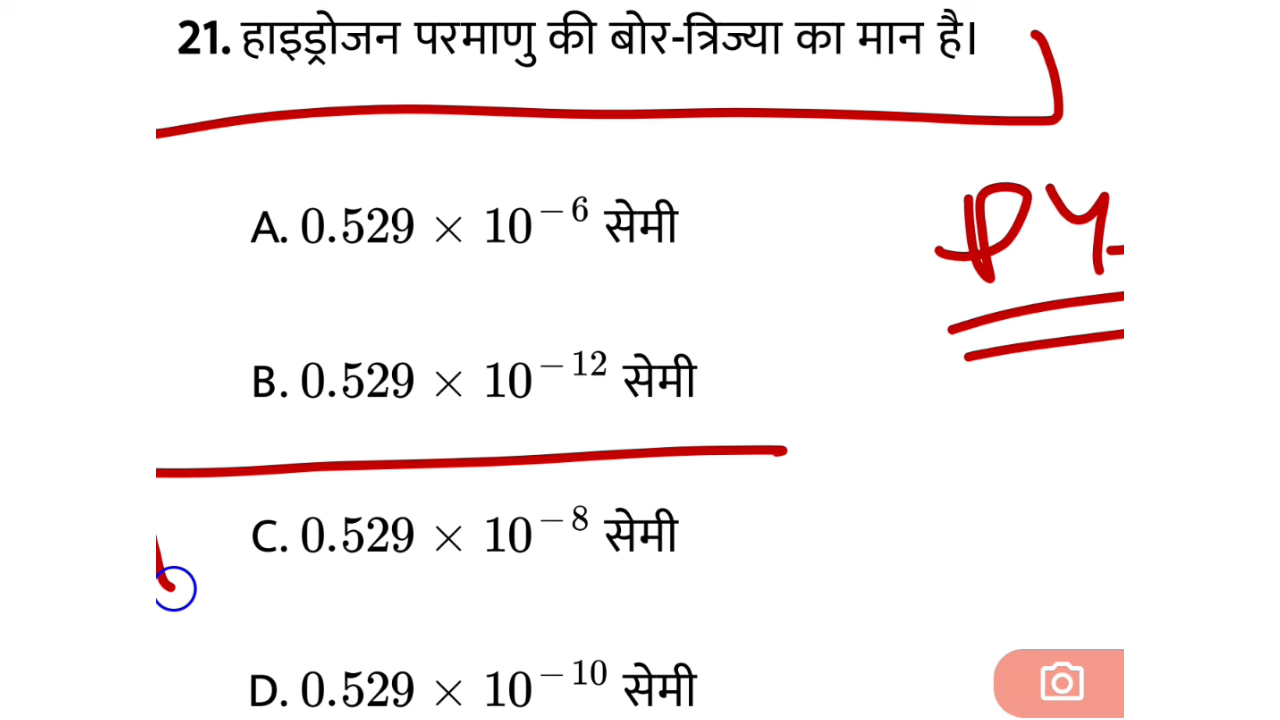 21. हाइड्रोजन परमाणु की बोर-त्रिज्या का मान है।
A. 0.529 × 10⁻⁶ सेमी
PY
B. 0.529 × 10⁻¹² सेमी
C. 0.529 × 10⁻⁸ सेमी
D. 0.529 × 10⁻¹⁰ सेमी